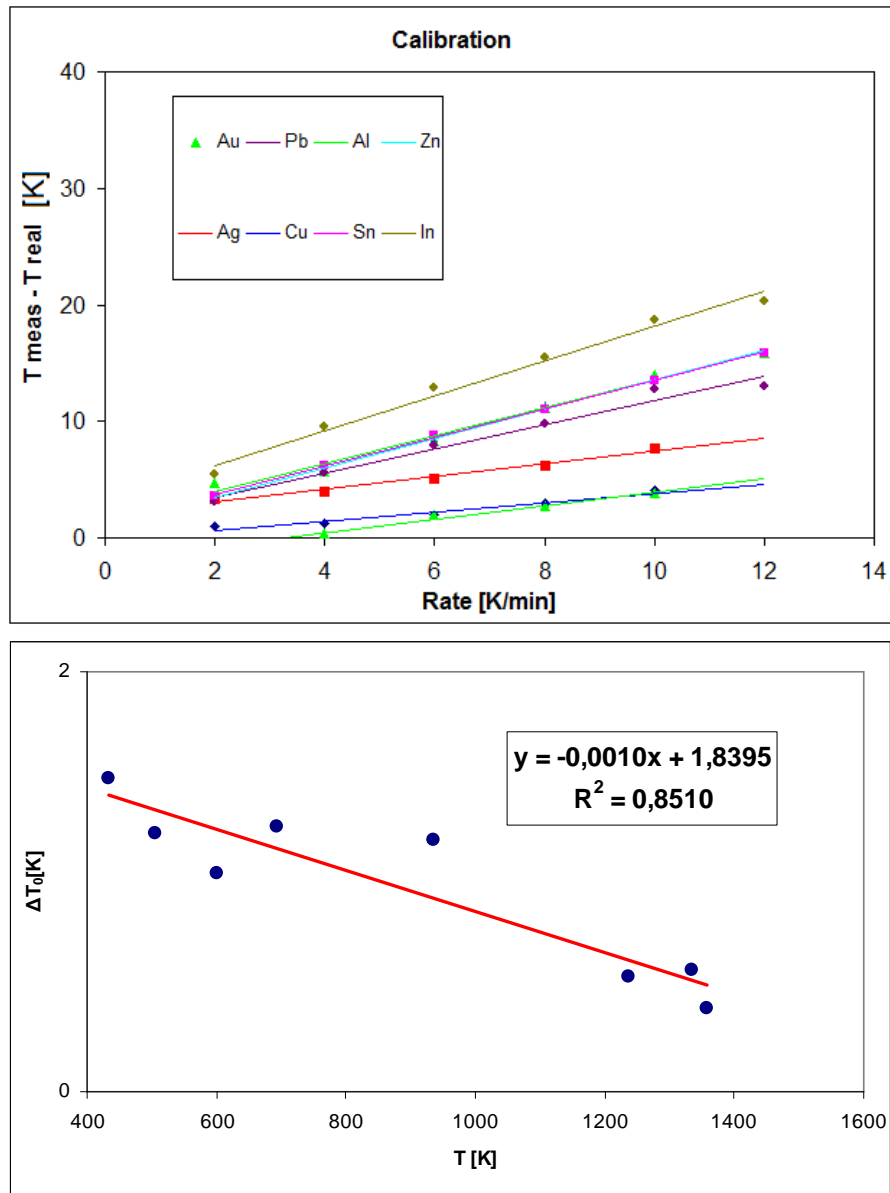 Calibration
40
30
20
10
0
T meas - T real [K]
Au Pb Al Zn
Ag Cu Sn In
0 2 4 6 8 10 12 14
Rate [K/min]
2
0
ΔT₀[K]
y = -0,0010x + 1,8395
R² = 0,8510
400 600 800 1000 1200 1400 1600
T [K]